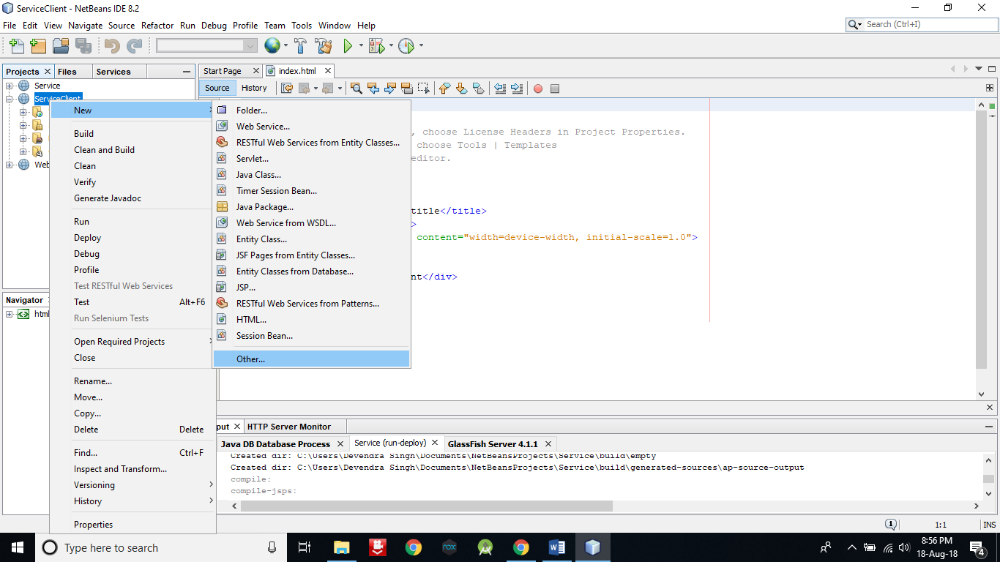 ServiceClient - NetBeans IDE 8.2
File Edit View Navigate Source Refactor Run Debug Profile Team Tools Window Help
Search (Ctrl+I)
Projects Files Services
Start Page index.html
Source History
Service
ServiceClient
Web
New
Build
Clean and Build
Clean
Verify
Generate Javadoc
Run
Deploy
Debug
Profile
Test RESTful Web Services
Test Alt+F6
Run Selenium Tests
Open Required Projects
Close
Rename...
Move...
Copy...
Delete Delete
Find... Ctrl+F
Inspect and Transform...
Versioning
History
Properties
Folder...
Web Service...
RESTful Web Services from Entity Classes...
Servlet...
Java Class...
Timer Session Bean...
Java Package...
Web Service from WSDL...
Entity Class...
JSF Pages from Entity Classes...
Entity Classes from Database...
JSP...
RESTful Web Services from Patterns...
HTML...
Session Bean...
Other...
, choose License Headers in Project Properties.
choose Tools | Templates
editor.
title</title>
>
content="width=device-width, initial-scale=1.0">
nt</div>
Navigator
html
put HTTP Server Monitor
Java DB Database Process Service (run-deploy) GlassFish Server 4.1.1
Created dir: C:\Users\Devendra Singh\Documents\NetBeansProjects\Service\build\empty
Created dir: C:\Users\Devendra Singh\Documents\NetBeansProjects\Service\build\generated-sources\ap-source-output
compile:
compile-jsps:
1 1:1 INS
Type here to search
nox
8:56 PM
18-Aug-18
4